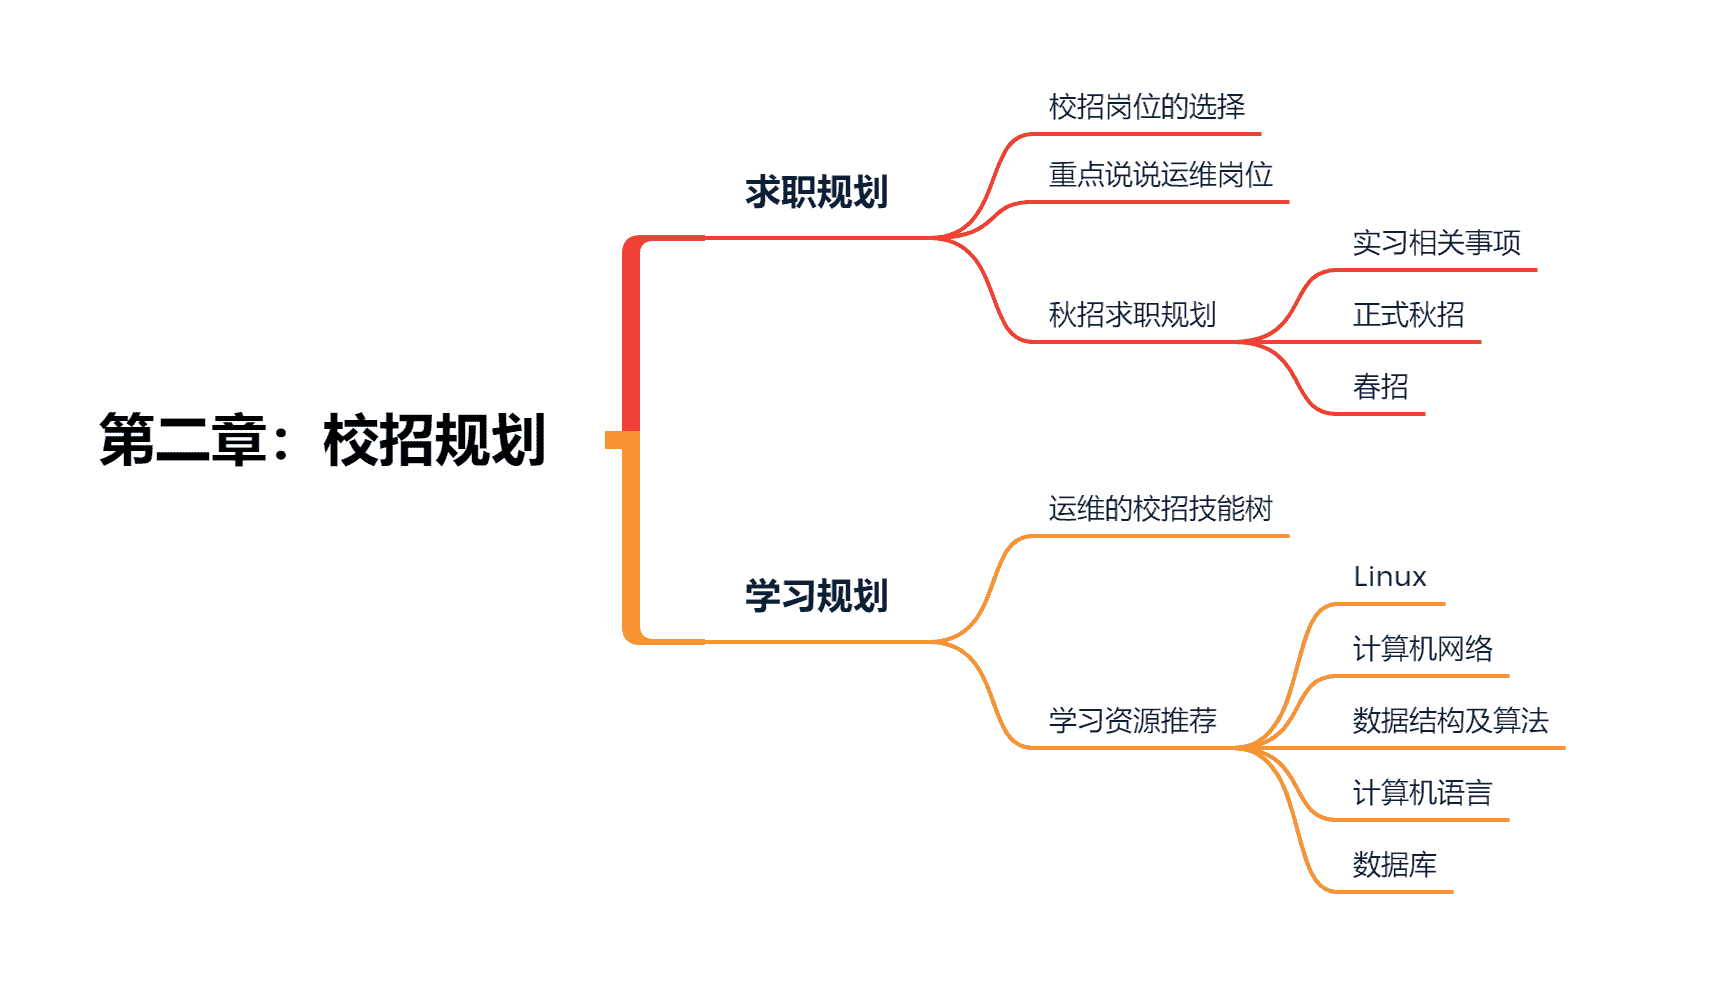 第二章：校招规划
求职规划
校招岗位的选择
重点说说运维岗位
秋招求职规划
实习相关事项
正式秋招
春招
学习规划
运维的校招技能树
学习资源推荐
Linux
计算机网络
数据结构及算法
计算机语言
数据库